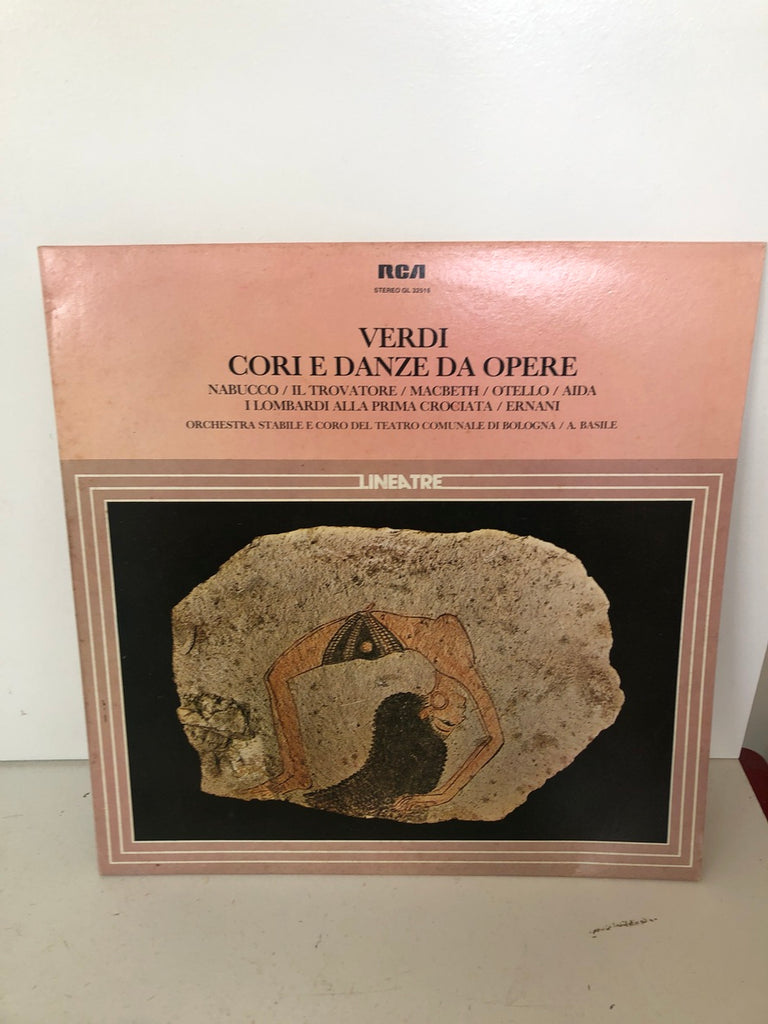 RCA
STEREO GL 32516
VERDI
CORI E DANZE DA OPERE
NABUCCO / IL TROVATORE / MACBETH / OTELLO / AIDA
I LOMBARDI ALLA PRIMA CROCIATA / ERNANI
ORCHESTRA STABILE E CORO DEL TEATRO COMUNALE DI BOLOGNA / A. BASILE
LINEATRE